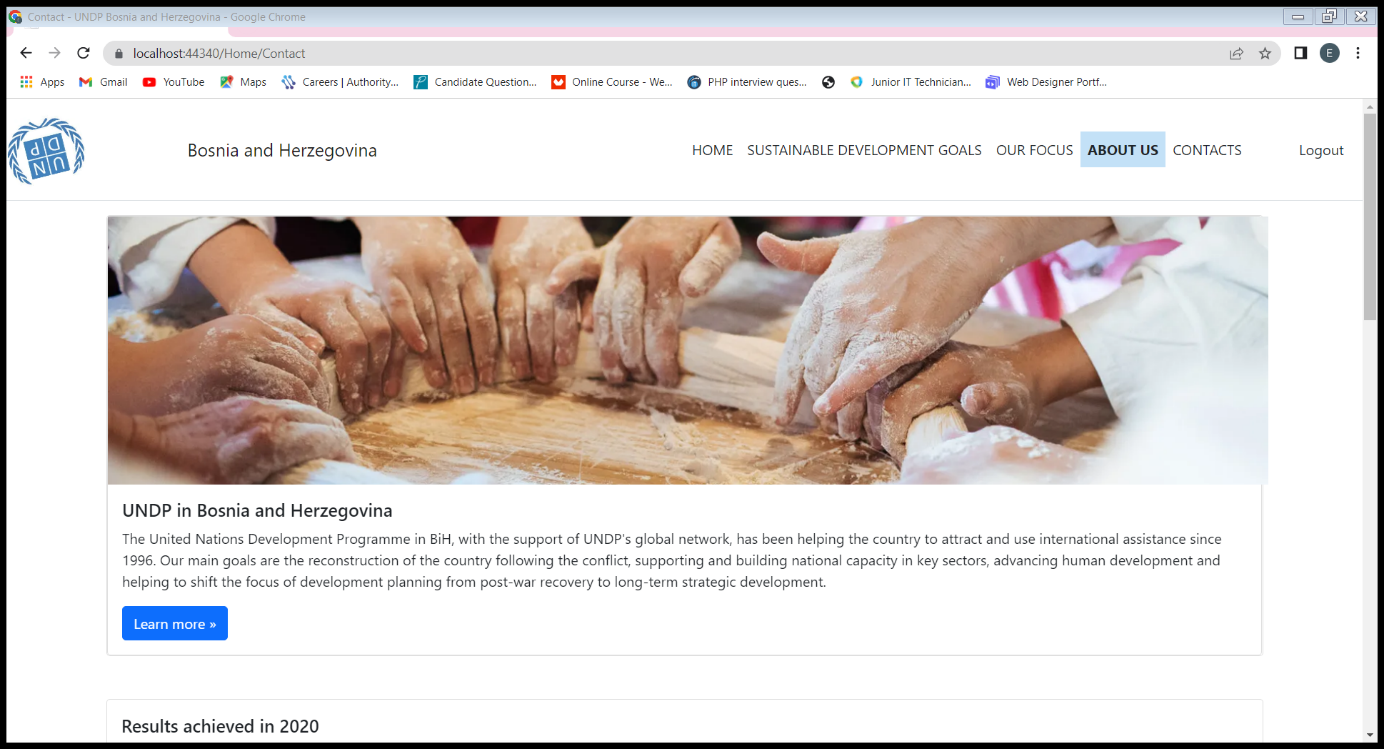 Contact - UNDP Bosnia and Herzegovina - Google Chrome
localhost:44340/Home/Contact
E
Apps Gmail YouTube Maps Careers | Authority... Candidate Question... Online Course - We... PHP interview ques... Junior IT Technician... Web Designer Portf...
UNDP
Bosnia and Herzegovina
HOME SUSTAINABLE DEVELOPMENT GOALS OUR FOCUS ABOUT US CONTACTS Logout
UNDP in Bosnia and Herzegovina
The United Nations Development Programme in BiH, with the support of UNDP's global network, has been helping the country to attract and use international assistance since
1996. Our main goals are the reconstruction of the country following the conflict, supporting and building national capacity in key sectors, advancing human development and
helping to shift the focus of development planning from post-war recovery to long-term strategic development.
Learn more »
Results achieved in 2020